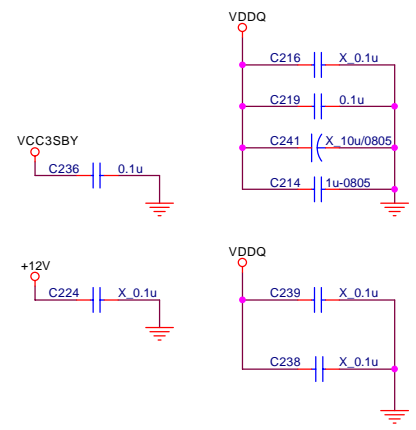 VDDQ
C216 X_0.1u
C219 0.1u
C241 X_10u/0805
C214 1u-0805
VCC3SBY
C236 0.1u
+12V
C224 X_0.1u
VDDQ
C239 X_0.1u
C238 X_0.1u